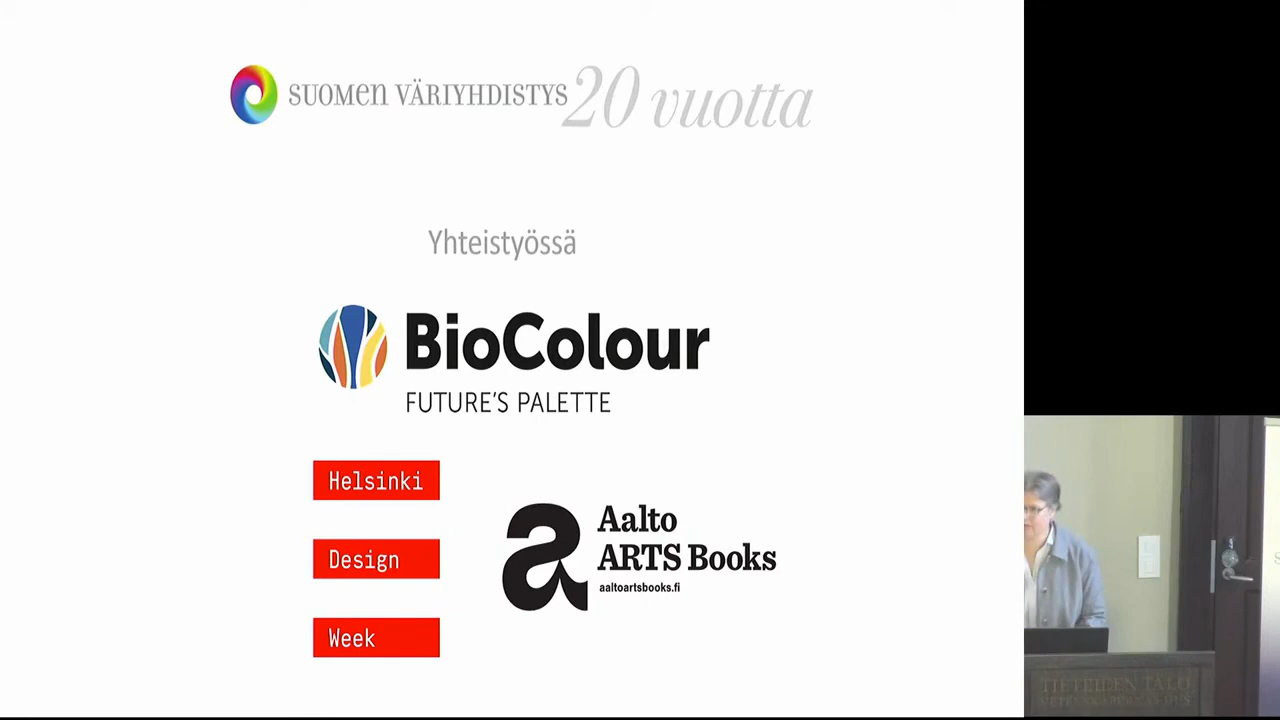 SUOMEN VÄRIYHDISTYS 20 vuotta
Yhteistyössä
BioColour
FUTURE'S PALETTE
Helsinki
Design
Week
a
Aalto
ARTS Books
aaltoartsbooks.fi
TIETEIDEN TALO